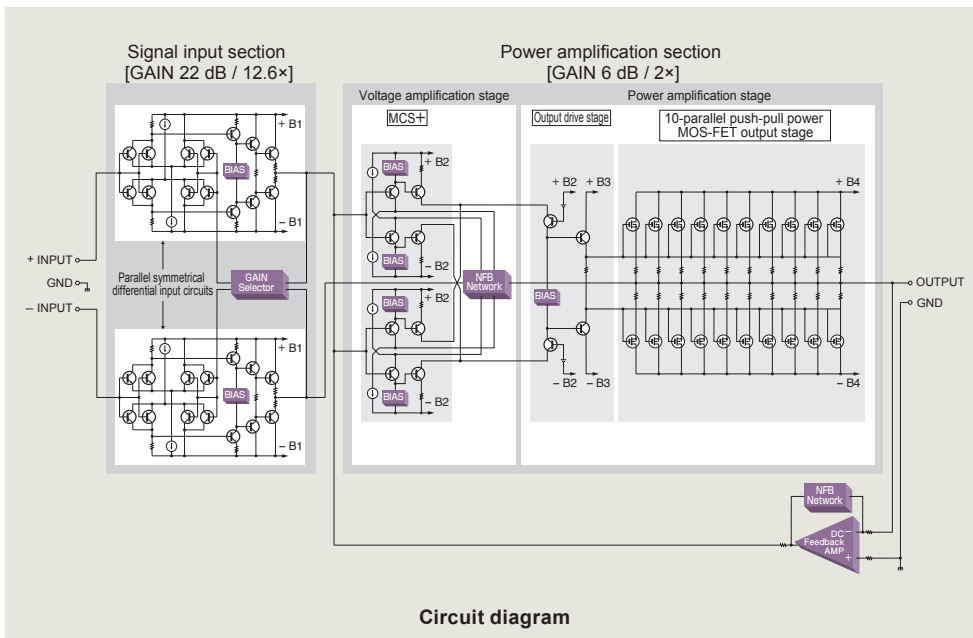 Signal input section
[GAIN 22 dB / 12.6×]
Power amplification section
[GAIN 6 dB / 2×]
Voltage amplification stage
Power amplification stage
MCS+
Output drive stage
10-parallel push-pull power
MOS-FET output stage
+ B1
BIAS
− B1
+ INPUT
GND
− INPUT
Parallel symmetrical
differential input circuits
GAIN
Selector
+ B1
BIAS
− B1
BIAS
+ B2
BIAS
− B2
BIAS
+ B2
BIAS
− B2
NFB
Network
+ B2
+ B3
BIAS
− B2
− B3
+ B4
− B4
OUTPUT
GND
NFB
Network
DC
Feedback
AMP
−
+
Circuit diagram